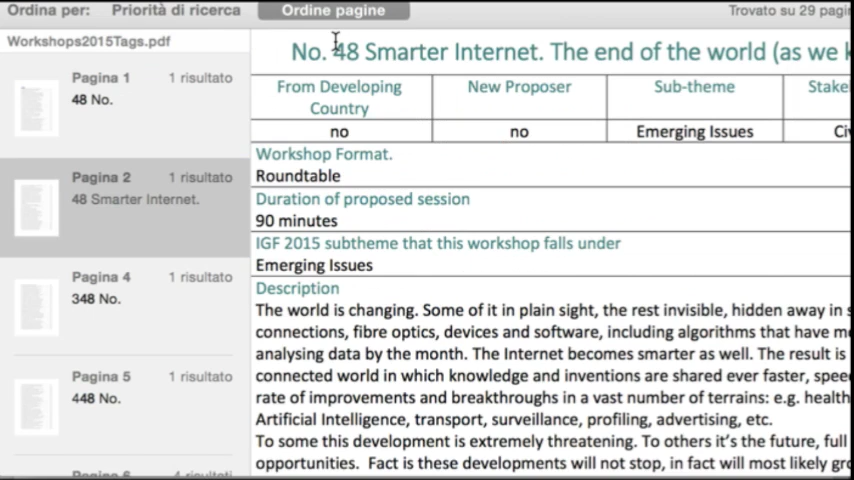 Ordina per: Priorità di ricerca Ordine pagine Trovato su 29
Workshops2015Tags.pdf
Pagina 1 1 risultato
48 No.
Pagina 2 1 risultato
48 Smarter Internet.
Pagina 4 1 risultato
348 No.
Pagina 5 1 risultato
448 No.
No. 48 Smarter Internet. The end of the world (as we
From Developing Country New Proposer Sub-theme
no no Emerging Issues
Workshop Format.
Roundtable
Duration of proposed session
90 minutes
IGF 2015 subtheme that this workshop falls under
Emerging Issues
Description
The world is changing. Some of it in plain sight, the rest invisible, hidden away in
connections, fibre optics, devices and software, including algorithms that have
analysing data by the month. The Internet becomes smarter as well. The result is
connected world in which knowledge and inventions are shared ever faster,
rate of improvements and breakthroughs in a vast number of terrains: e.g. health
Artificial Intelligence, transport, surveillance, profiling, advertising, etc.
To some this development is extremely threatening. To others it’s the future, full
opportunities. Fact is these developments will not stop, in fact will most likely